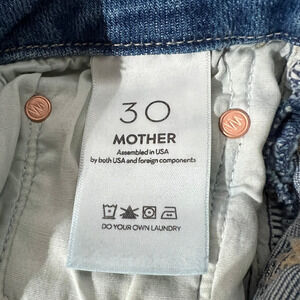 30
MOTHER
Assembled in USA
by both USA and foreign components
DO YOUR OWN LAUNDRY